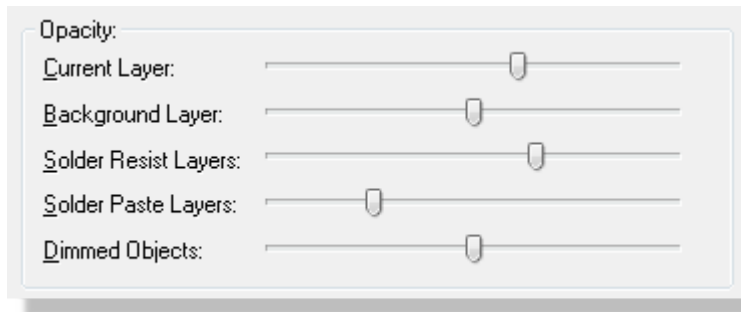 Opacity:
Current Layer:
Background Layer:
Solder Resist Layers:
Solder Paste Layers:
Dimmed Objects: